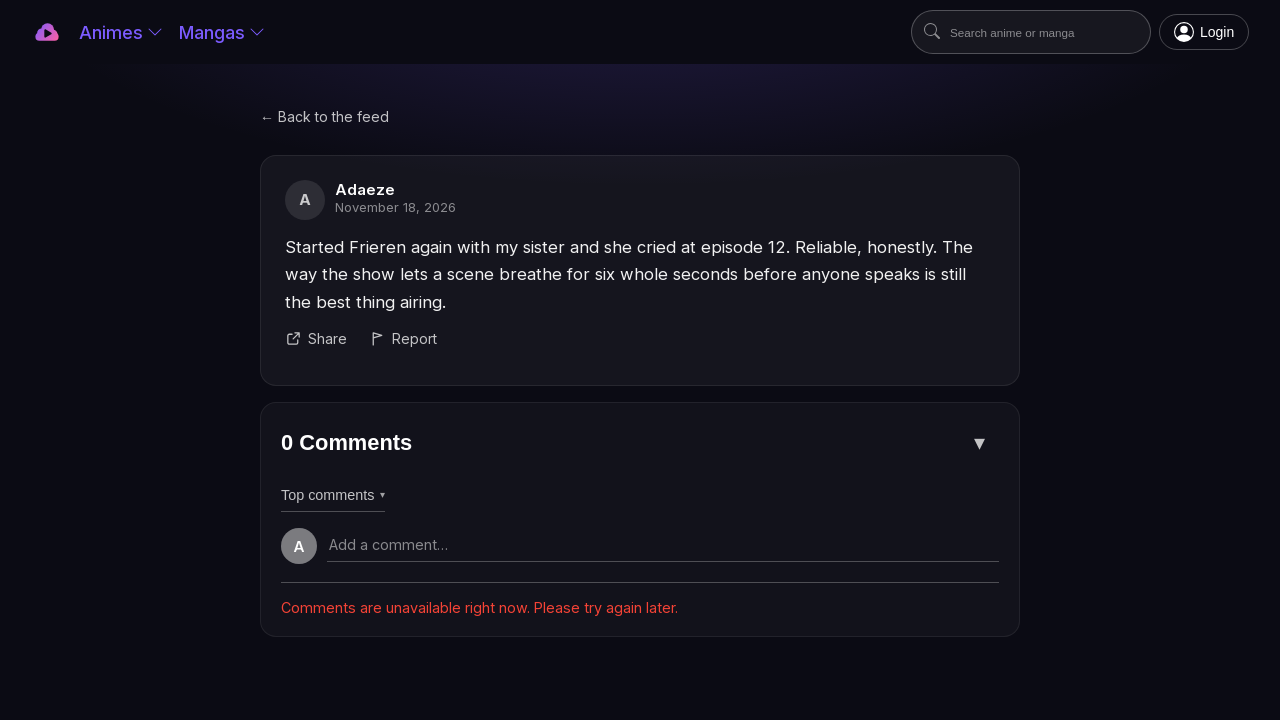 Animes
Mangas
Search anime or manga
Login
← Back to the feed
A
Adaeze
November 18, 2026
Started Frieren again with my sister and she cried at episode 12. Reliable, honestly. The
way the show lets a scene breathe for six whole seconds before anyone speaks is still
the best thing airing.
Share
Report
0 Comments
▼
Top comments ▾
A
Add a comment…
Comments are unavailable right now. Please try again later.